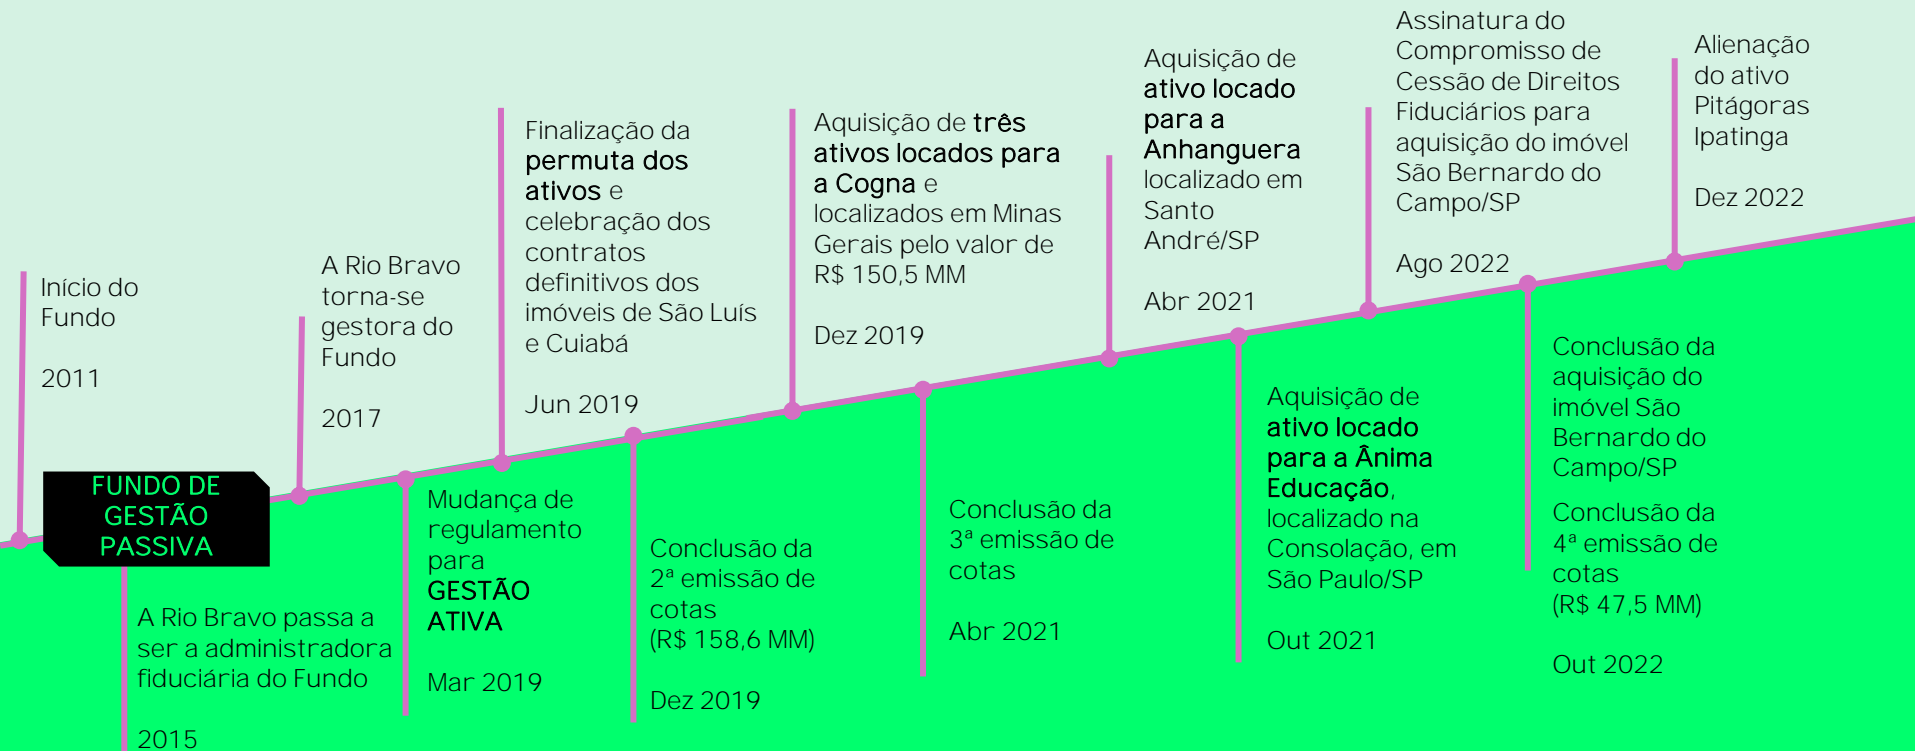 Início do
Fundo
2011
FUNDO DE
GESTÃO
PASSIVA
A Rio Bravo passa a
ser a administradora
fiduciária do Fundo
2015
A Rio Bravo
torna-se
gestora do
Fundo
2017
Mudança de
regulamento
para
GESTÃO
ATIVA
Mar 2019
Finalização da
permuta dos
ativos e
celebração dos
contratos
definitivos dos
imóveis de São Luís
e Cuiabá
Jun 2019
Conclusão da
2ª emissão de
cotas
(R$ 158,6 MM)
Dez 2019
Aquisição de três
ativos locados para
a Cogna e
localizados em Minas
Gerais pelo valor de
R$ 150,5 MM
Dez 2019
Conclusão da
3ª emissão de
cotas
Abr 2021
Aquisição de
ativo locado
para a
Anhanguera
localizado em
Santo
André/SP
Abr 2021
Aquisição de
ativo locado
para a Ânima
Educação,
localizado na
Consolação, em
São Paulo/SP
Out 2021
Assinatura do
Compromisso de
Cessão de Direitos
Fiduciários para
aquisição do imóvel
São Bernardo do
Campo/SP
Ago 2022
Conclusão da
aquisição do
imóvel São
Bernardo do
Campo/SP
Conclusão da
4ª emissão de
cotas
(R$ 47,5 MM)
Out 2022
Alienação
do ativo
Pitágoras
Ipatinga
Dez 2022